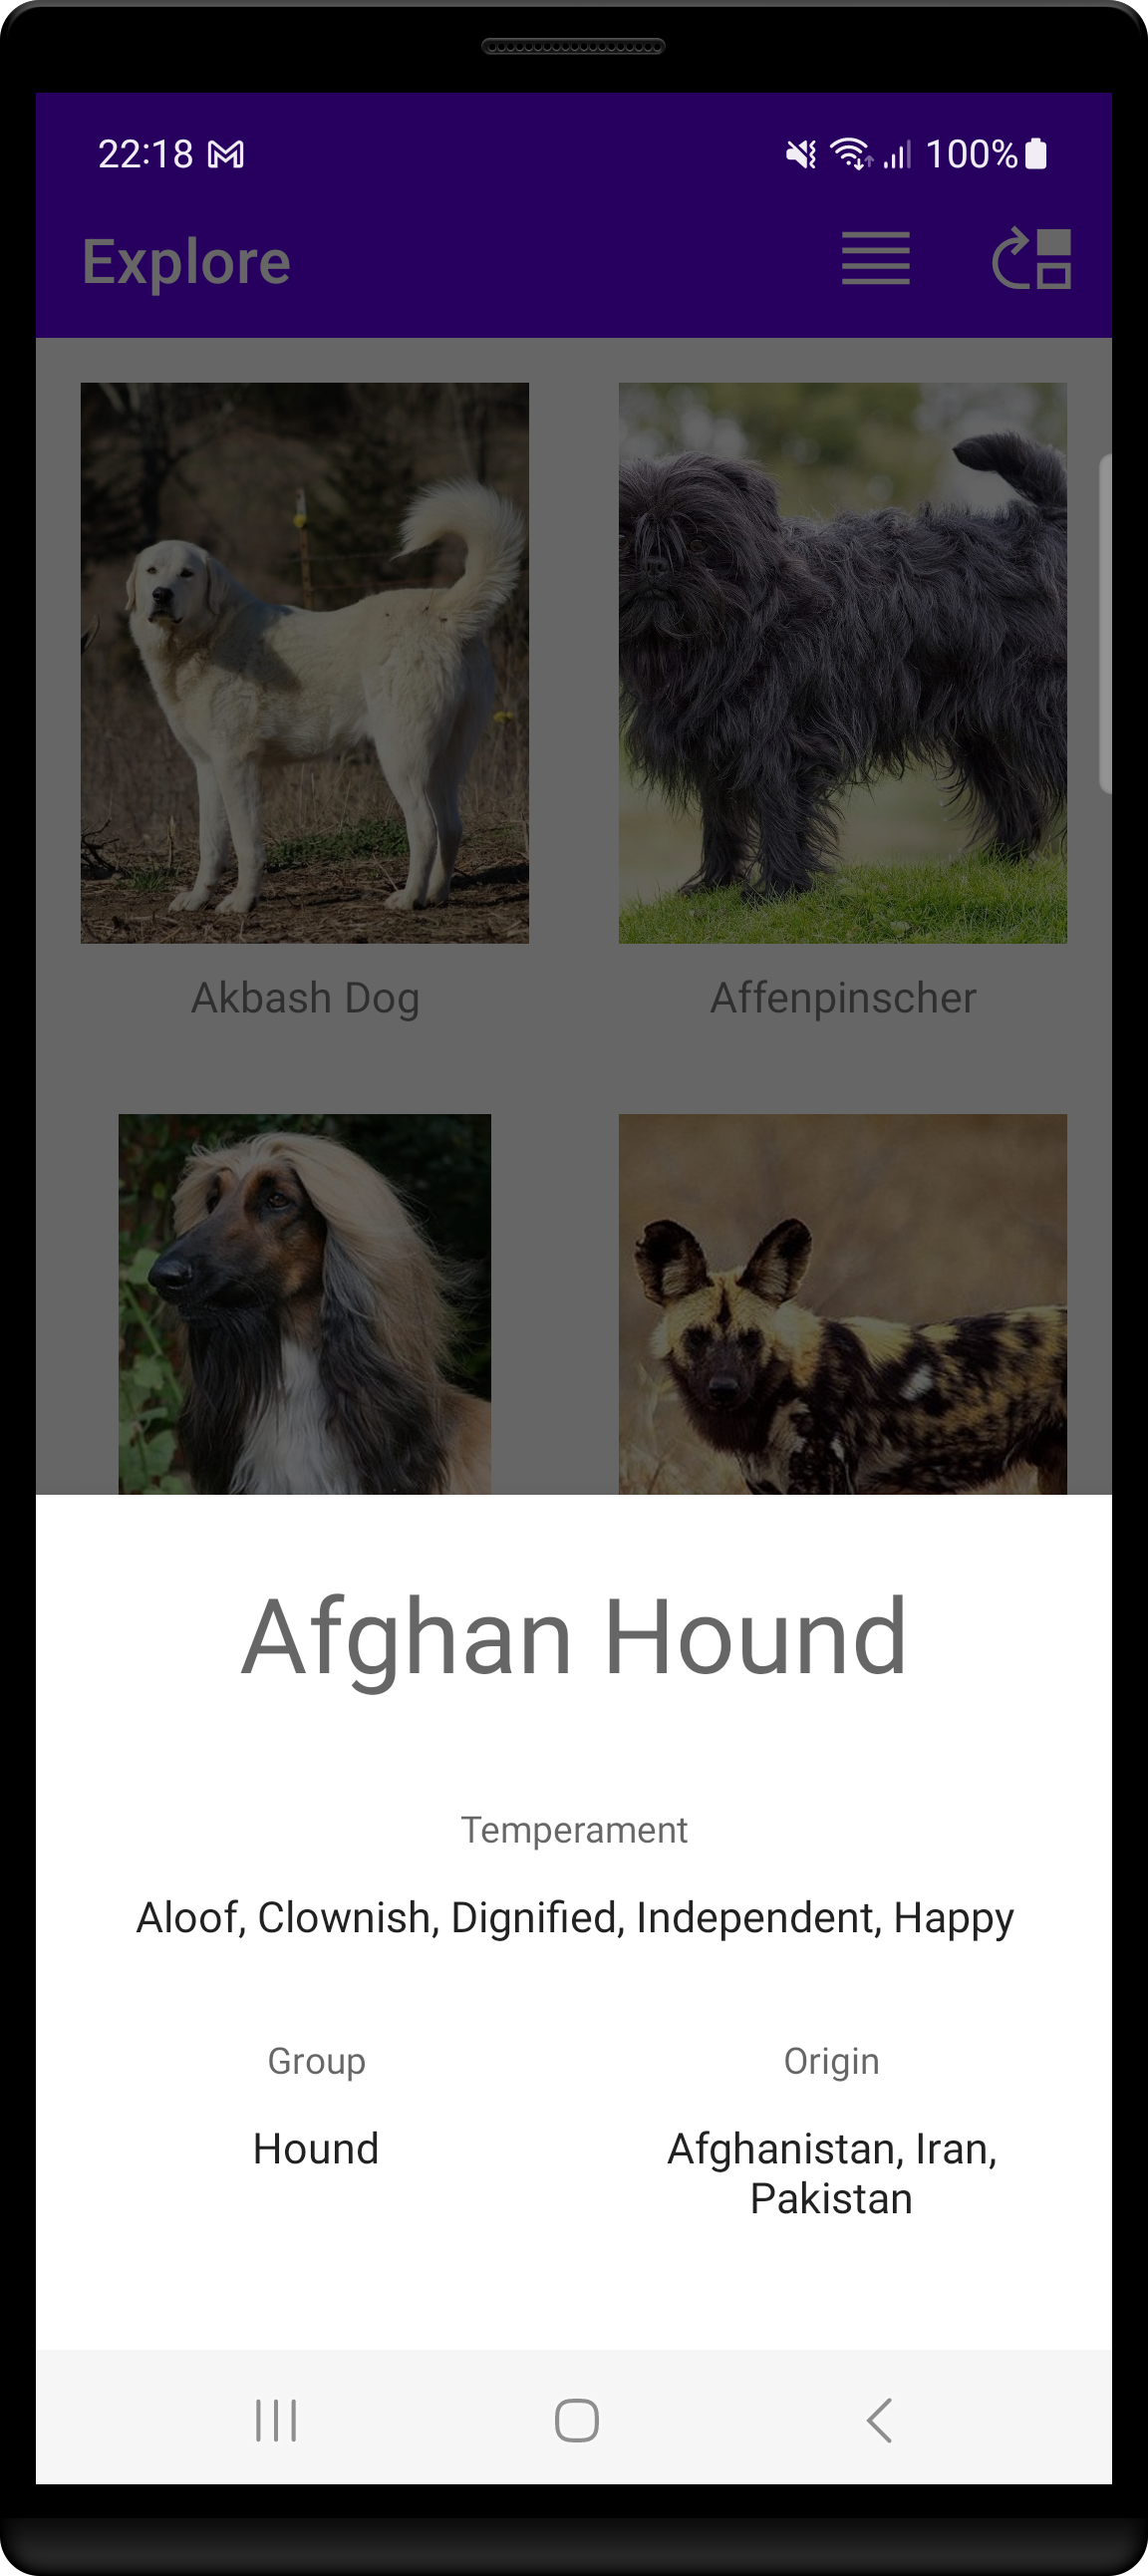 22:18 100%
Explore
Akbash Dog
Affenpinscher
Afghan Hound
Temperament
Aloof, Clownish, Dignified, Independent, Happy
Group
Hound
Origin
Afghanistan, Iran,
Pakistan